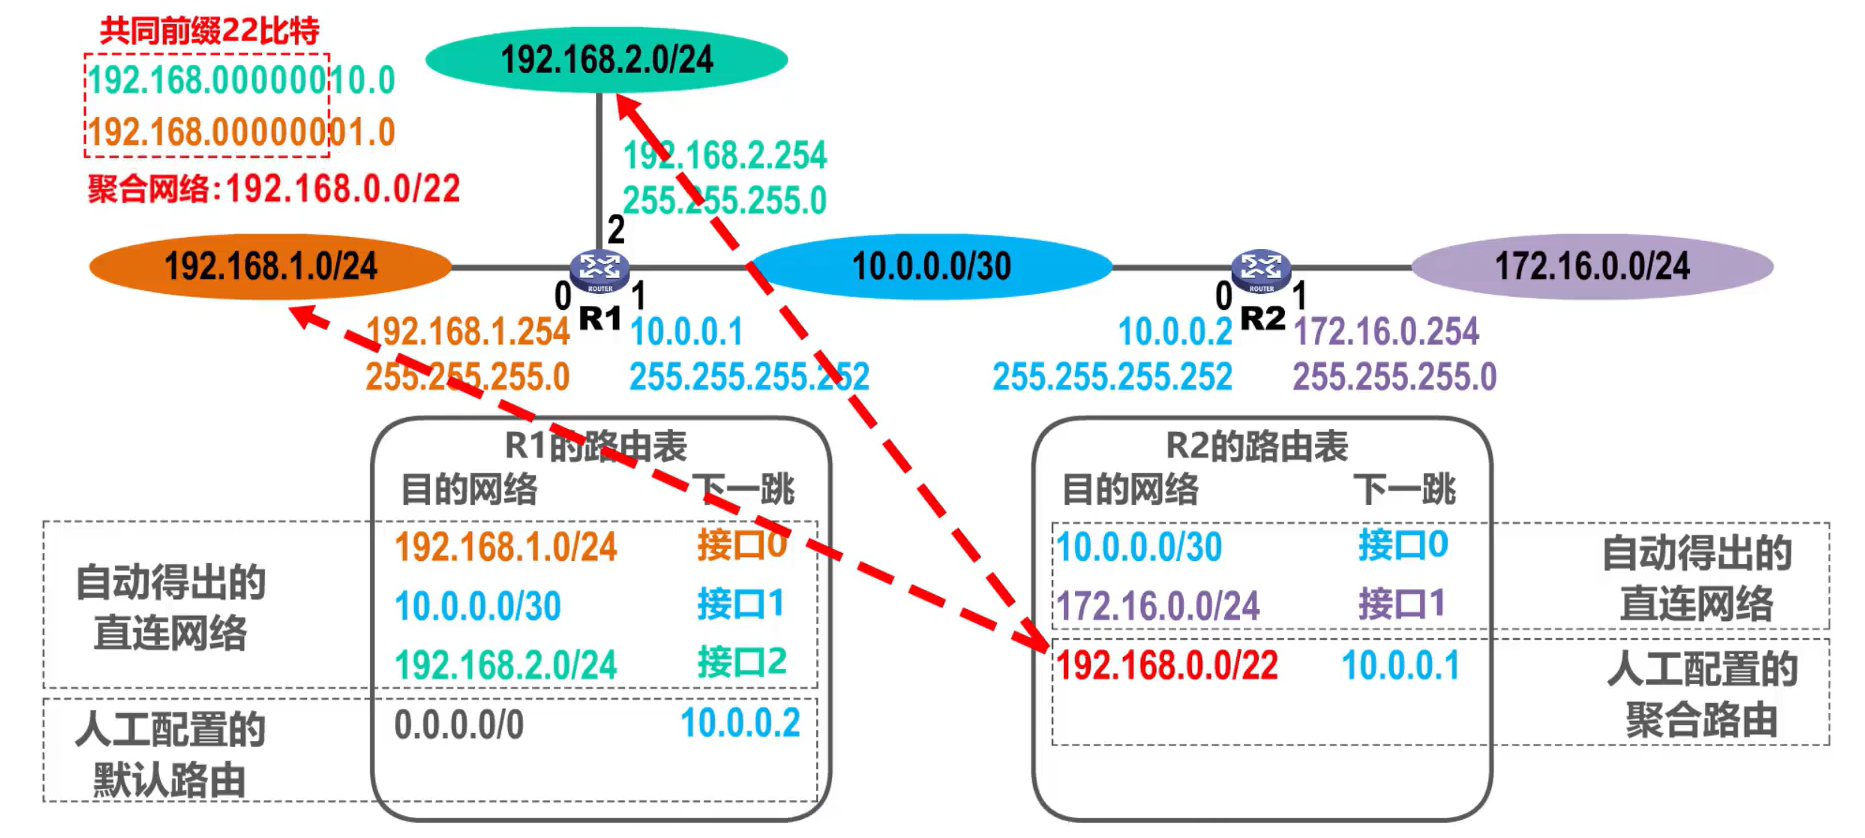 共同前缀22比特
192.168.00000010.0
192.168.00000001.0
聚合网络:192.168.0.0/22
192.168.2.0/24
192.168.2.254
255.255.255.0
2
192.168.1.0/24
10.0.0.0/30
172.16.0.0/24
ROUTER
ROUTER
0
R1
1
0
R2
1
192.168.1.254
255.255.255.0
10.0.0.1
255.255.255.252
10.0.0.2
255.255.255.252
172.16.0.254
255.255.255.0
R1的路由表
目的网络 下一跳
192.168.1.0/24 接口0
10.0.0.0/30 接口1
192.168.2.0/24 接口2
0.0.0.0/0 10.0.0.2
自动得出的
直连网络
人工配置的
默认路由
R2的路由表
目的网络 下一跳
10.0.0.0/30 接口0
172.16.0.0/24 接口1
192.168.0.0/22 10.0.0.1
自动得出的
直连网络
人工配置的
聚合路由